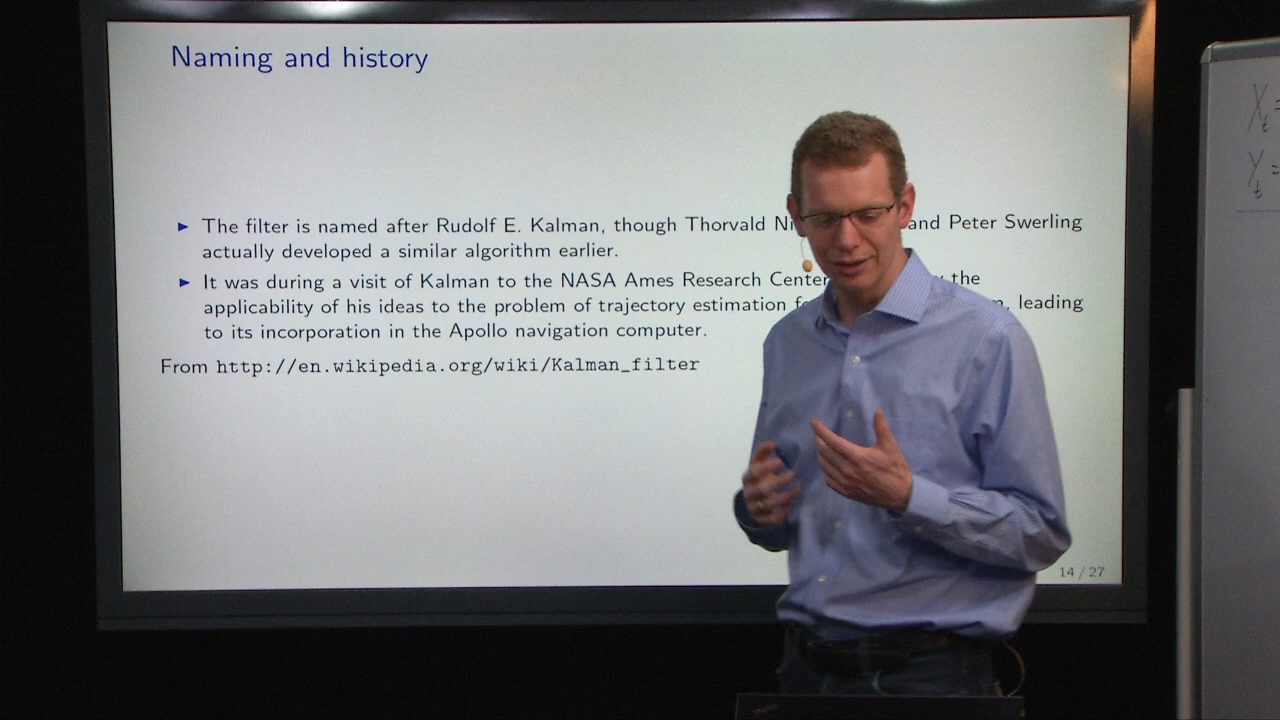 Naming and history
▶ The filter is named after Rudolf E. Kalman, though Thorvald and Peter Swerling
actually developed a similar algorithm earlier.
▶ It was during a visit of Kalman to the NASA Ames Research Center the
applicability of his ideas to the problem of trajectory estimation leading
to its incorporation in the Apollo navigation computer.
From http://en.wikipedia.org/wiki/Kalman_filter
14 / 27
X_t =
Y_t =